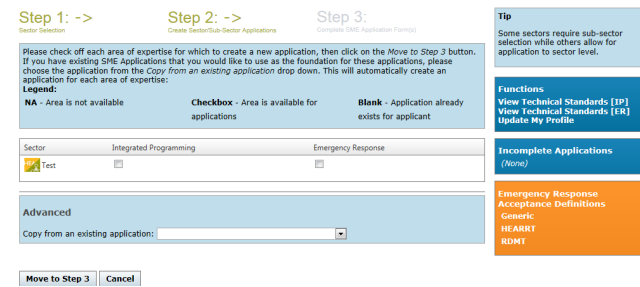 Step 1: ->
Sector Selection
Step 2: ->
Create Sector/Sub-Sector Applications
Step 3:
Complete SME Application Form(s)
Please check off each area of expertise for which to create a new application, then click on the Move to Step 3 button.
If you have existing SME Applications that you would like to use as the foundation for these applications, please
choose the application from the Copy from an existing application drop down. This will automatically create an
application for each area of expertise:
Legend:
NA - Area is not available
Checkbox - Area is available for
applications
Blank - Application already
exists for applicant
Sector
Integrated Programming
Emergency Response
Test
Advanced
Copy from an existing application:
Move to Step 3
Cancel
Tip
Some sectors require sub-sector
selection while others allow for
application to sector level.
Functions
View Technical Standards [IP]
View Technical Standards [ER]
Update My Profile
Incomplete Applications
(None)
Emergency Response
Acceptance Definitions
Generic
HEARRT
RDMT